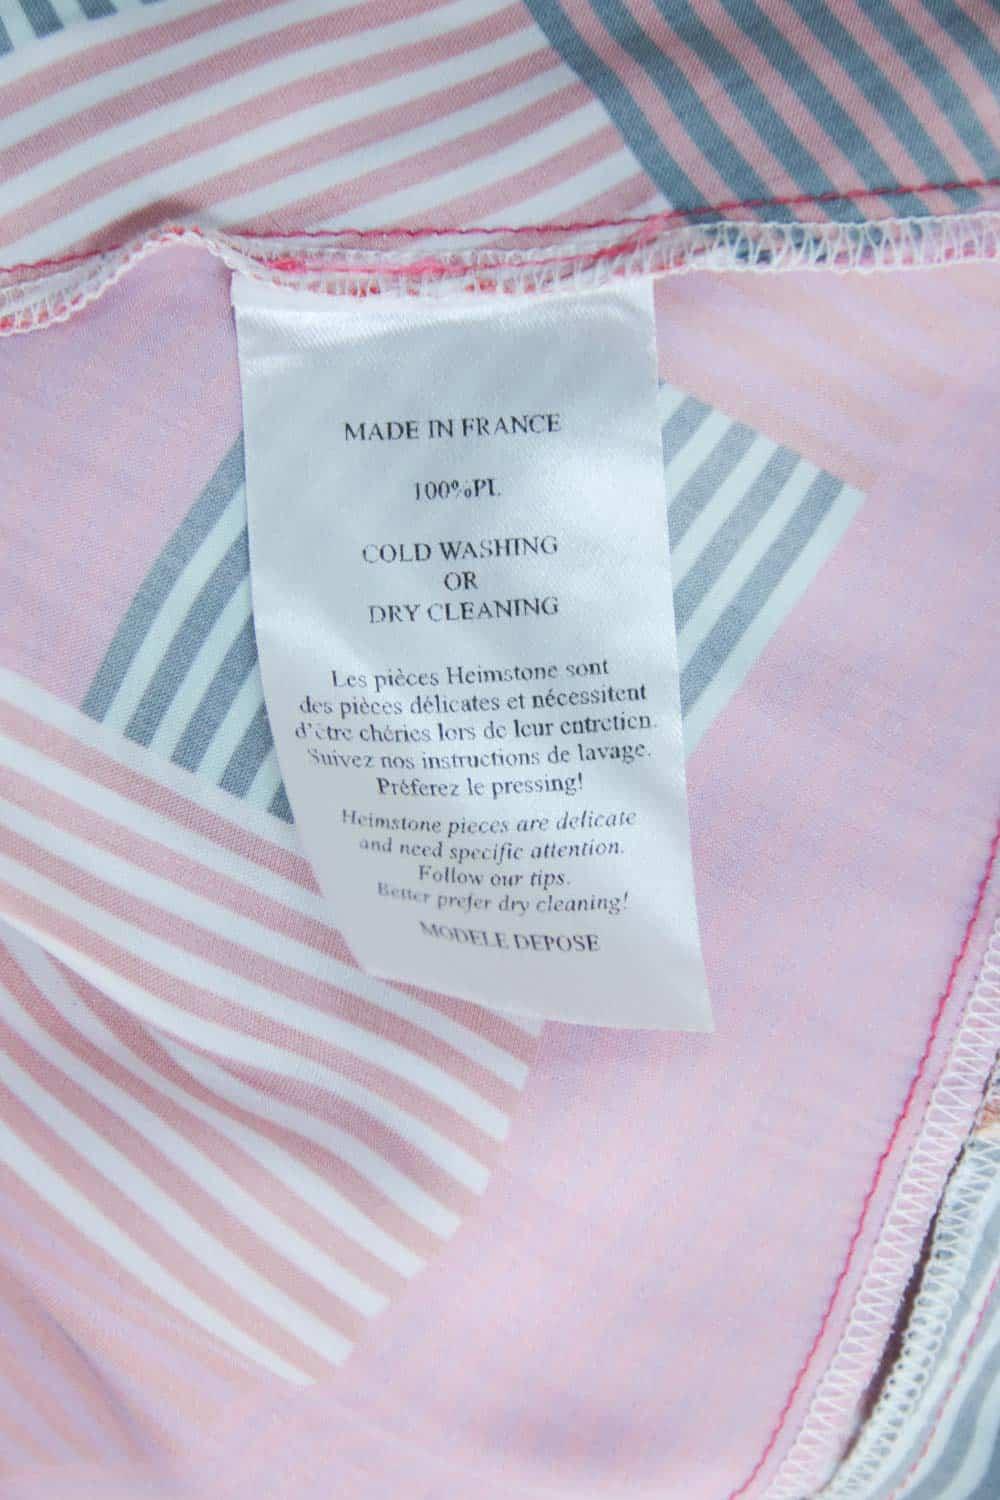 MADE IN FRANCE
100%PL
COLD WASHING
OR
DRY CLEANING
Les pièces Heimstone sont
des pièces délicates et nécessitent
d'être chéries lors de leur entretien.
Suivez nos instructions de lavage.
Préferez le pressing!
Heimstone pieces are delicate
and need specific attention.
Follow our tips.
Better prefer dry cleaning!
MODELE DEPOSE